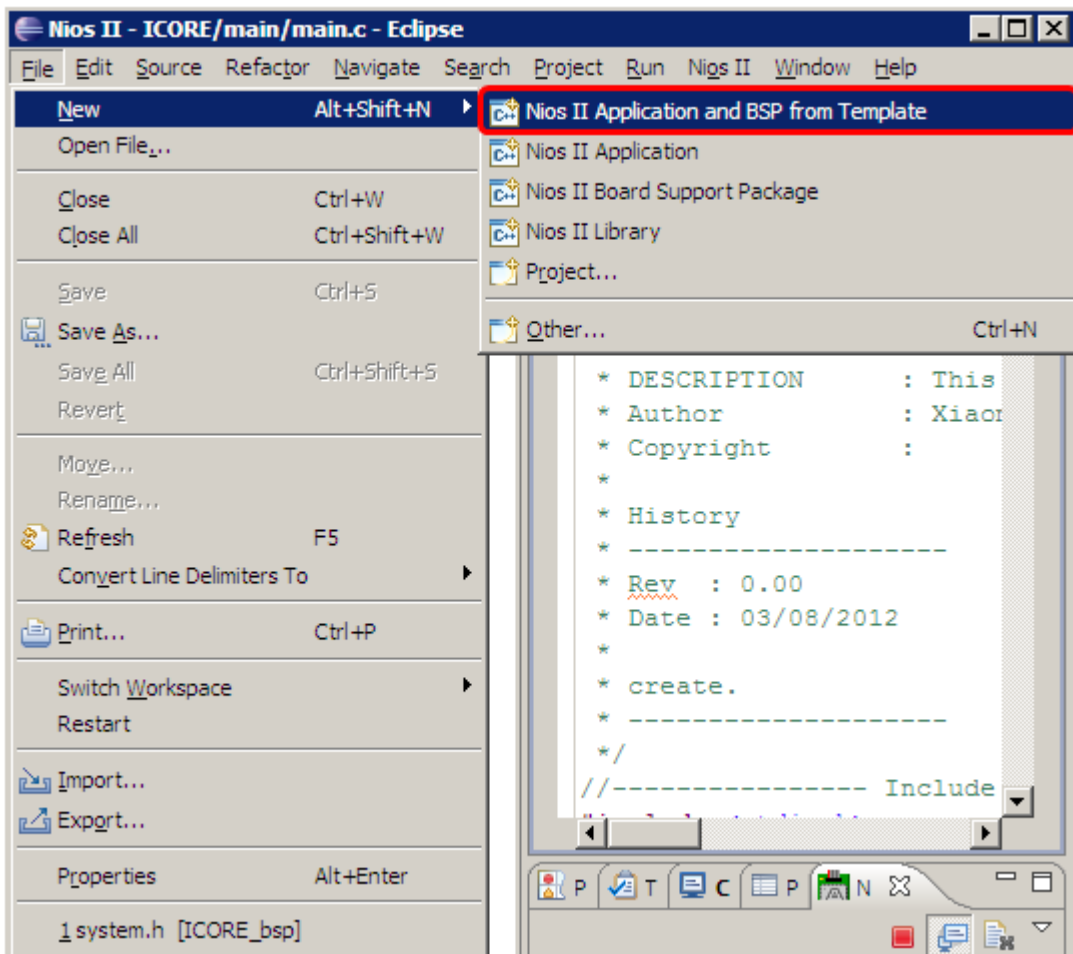 Nios II - ICORE/main/main.c - Eclipse
File Edit Source Refactor Navigate Search Project Run Nios II Window Help
New Alt+Shift+N
Open File...
Close Ctrl+W
Close All Ctrl+Shift+W
Save Ctrl+S
Save As...
Save All Ctrl+Shift+S
Revert
Move...
Rename...
Refresh F5
Convert Line Delimiters To
Print... Ctrl+P
Switch Workspace
Restart
Import...
Export...
Properties Alt+Enter
1 system.h [ICORE_bsp]
Nios II Application and BSP from Template
Nios II Application
Nios II Board Support Package
Nios II Library
Project...
Other... Ctrl+N
* DESCRIPTION : This
* Author :
* Copyright :
*
* History
* ---------------------
* Rev : 0.00
* Date : 03/08/2012
*
* create.
* ---------------------
*/
//----------------- Include
P T C P N